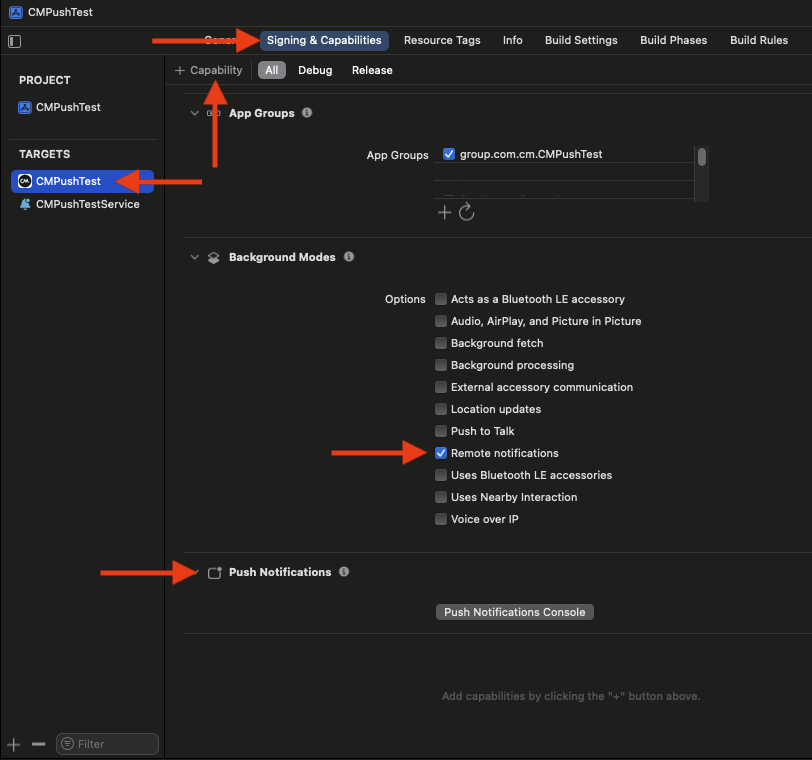 CMPushTest
Signing & Capabilities
Resource Tags
Info
Build Settings
Build Phases
Build Rules
+ Capability
All
Debug
Release
PROJECT
CMPushTest
TARGETS
CMPushTest
CMPushTestService
App Groups
App Groups
group.com.cm.CMPushTest
Background Modes
Options
Acts as a Bluetooth LE accessory
Audio, AirPlay, and Picture in Picture
Background fetch
Background processing
External accessory communication
Location updates
Push to Talk
Remote notifications
Uses Bluetooth LE accessories
Uses Nearby Interaction
Voice over IP
Push Notifications
Push Notifications Console
Add capabilities by clicking the "+" button above.
Filter